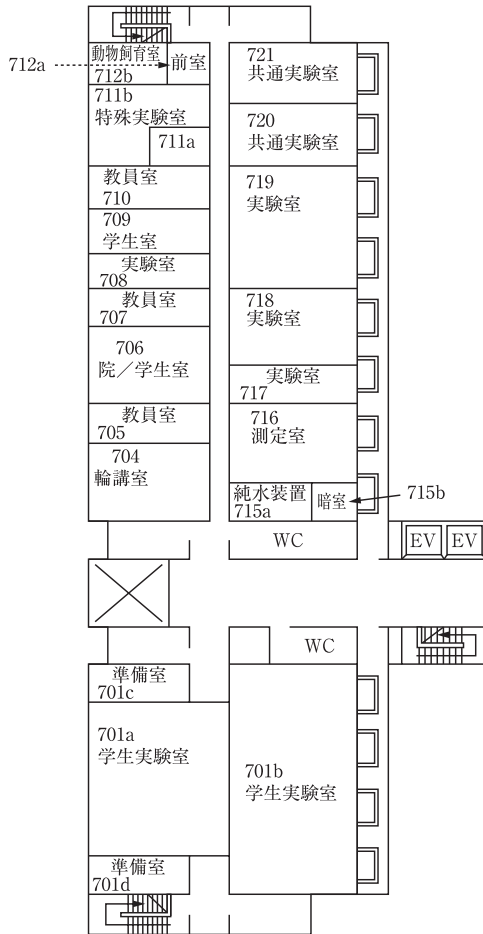 動物飼育室
712b
前室
712a
711b
特殊実験室
711a
教員室
710
709
学生室
実験室
708
教員室
707
706
院／学生室
教員室
705
704
輪講室
721
共通実験室
720
共通実験室
719
実験室
718
実験室
実験室
717
716
測定室
純水装置
715a
暗室
715b
WC
EV
EV
WC
準備室
701c
701a
学生実験室
701b
学生実験室
準備室
701d